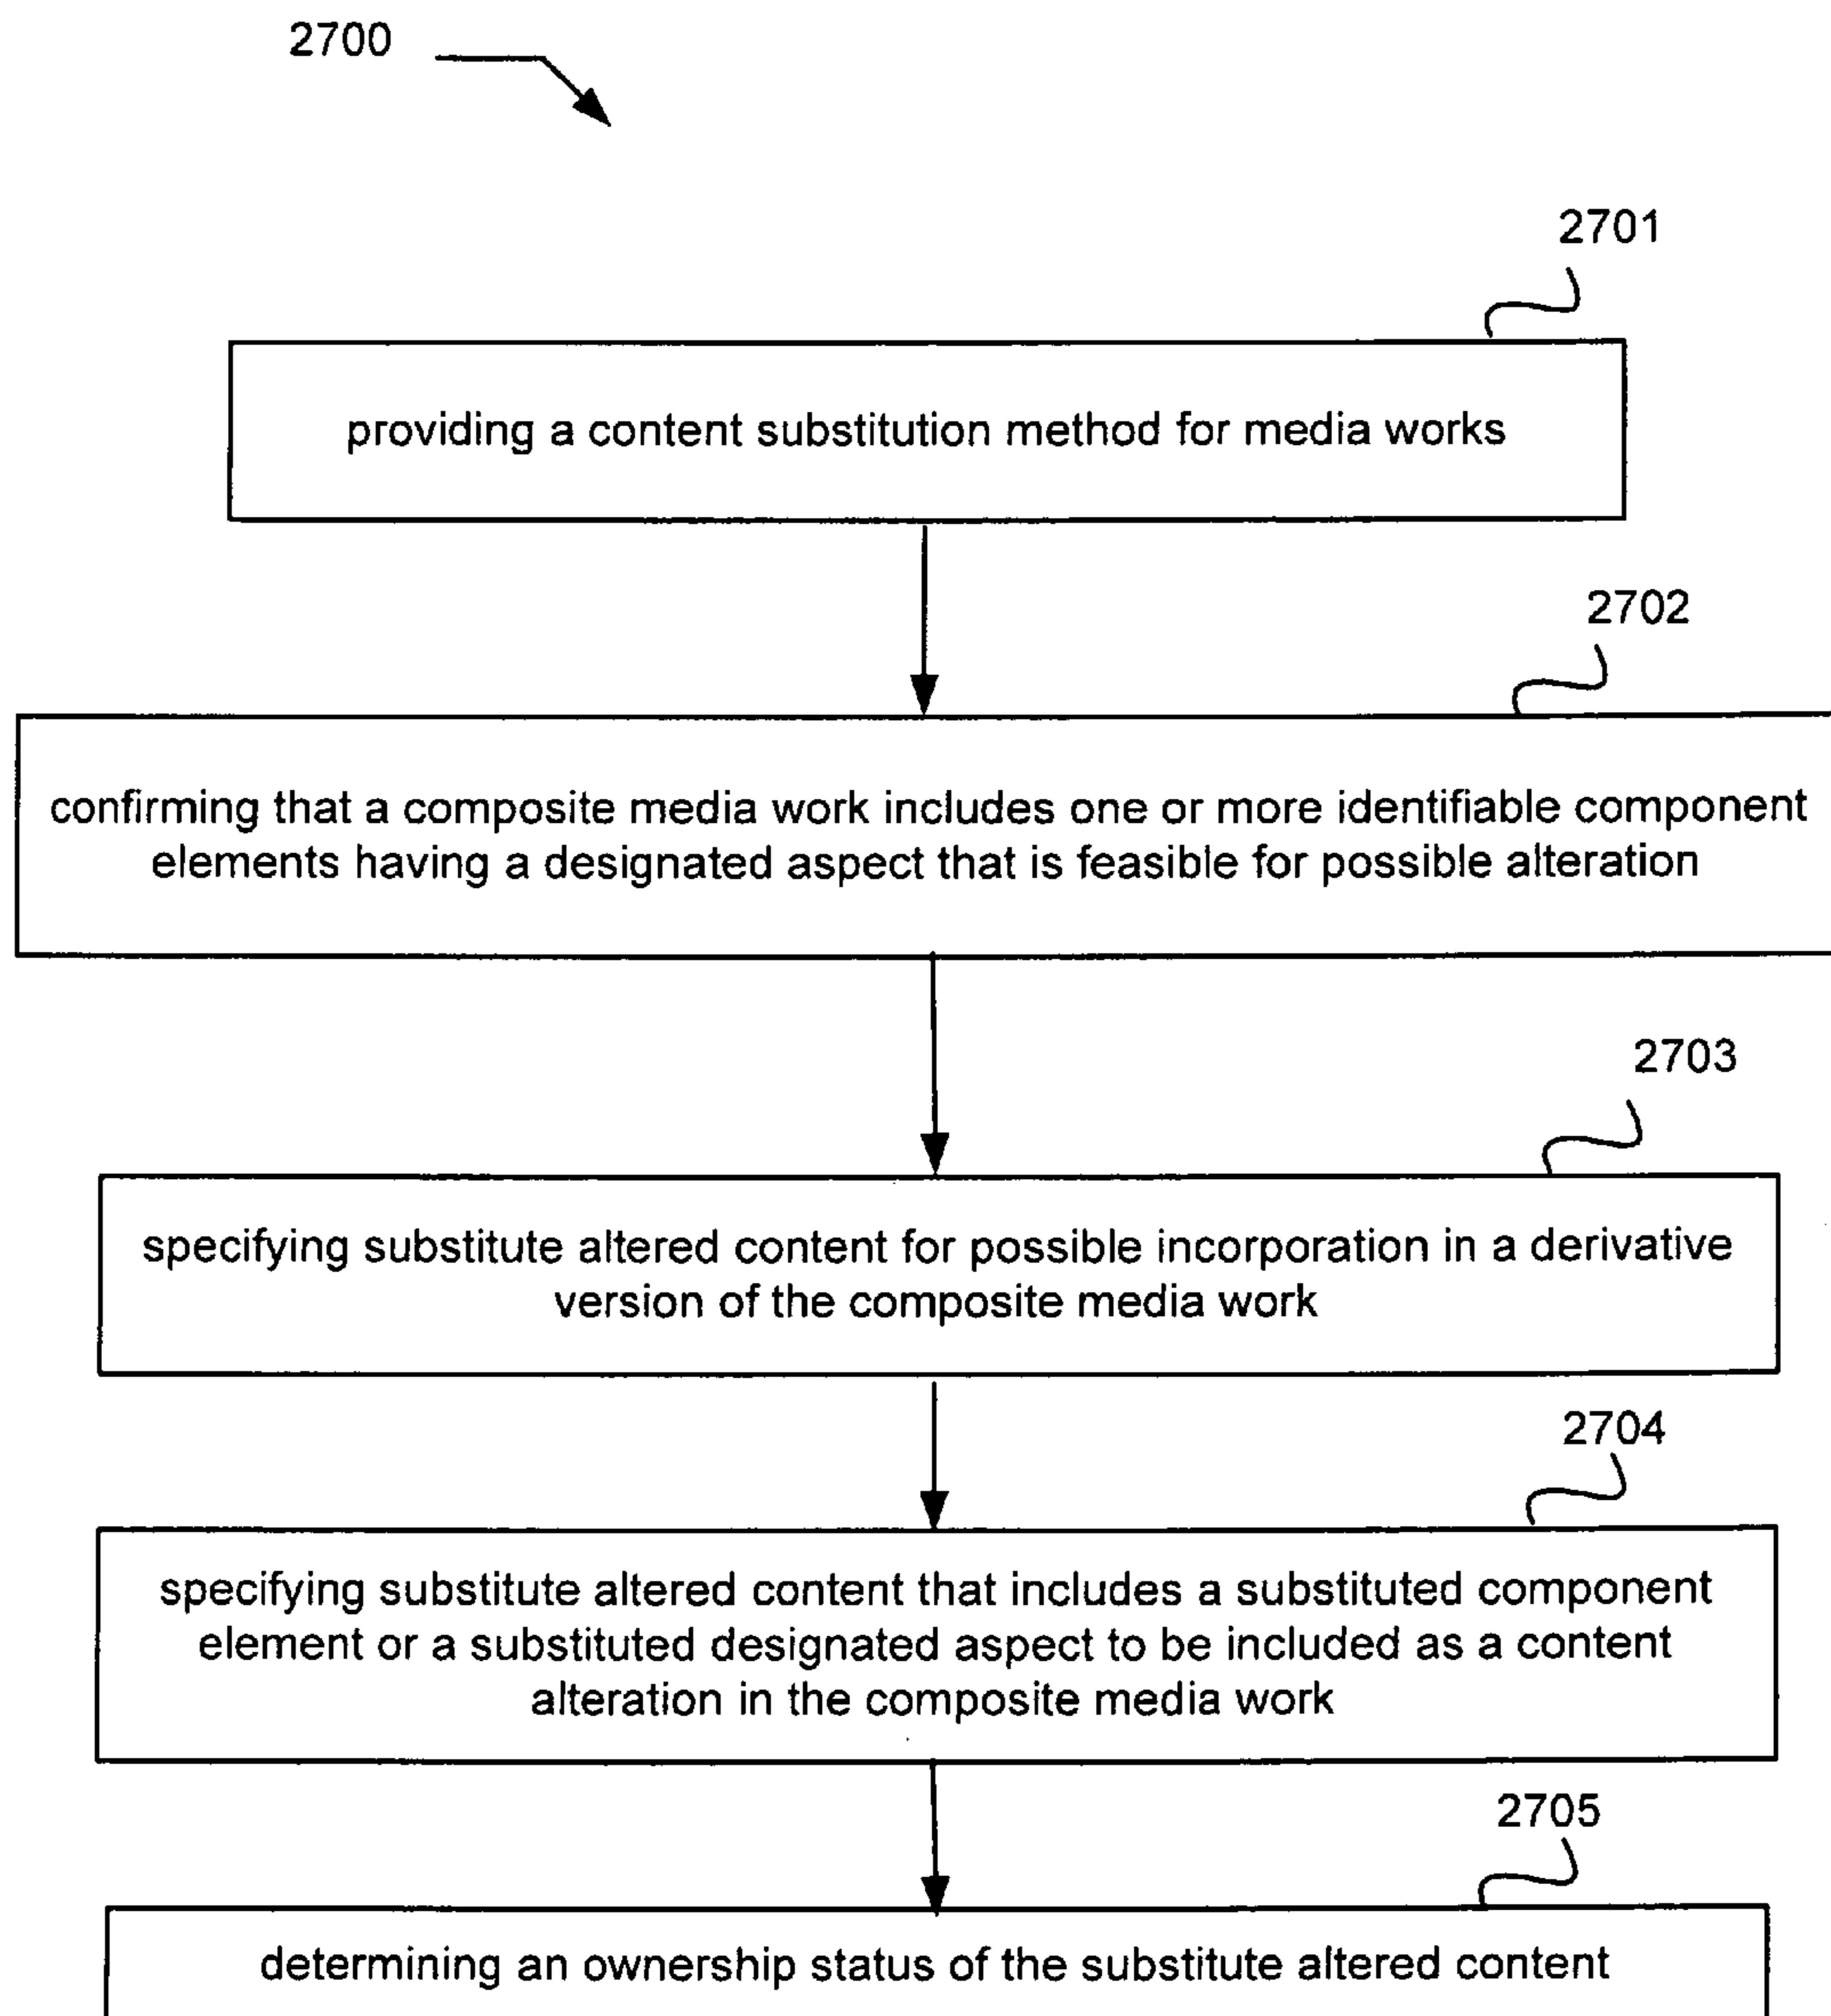 2700
2701
providing a content substitution method for media works
2702
confirming that a composite media work includes one or more identifiable component
elements having a designated aspect that is feasible for possible alteration
2703
specifying substitute altered content for possible incorporation in a derivative
version of the composite media work
2704
specifying substitute altered content that includes a substituted component
element or a substituted designated aspect to be included as a content
alteration in the composite media work
2705
determining an ownership status of the substitute altered content